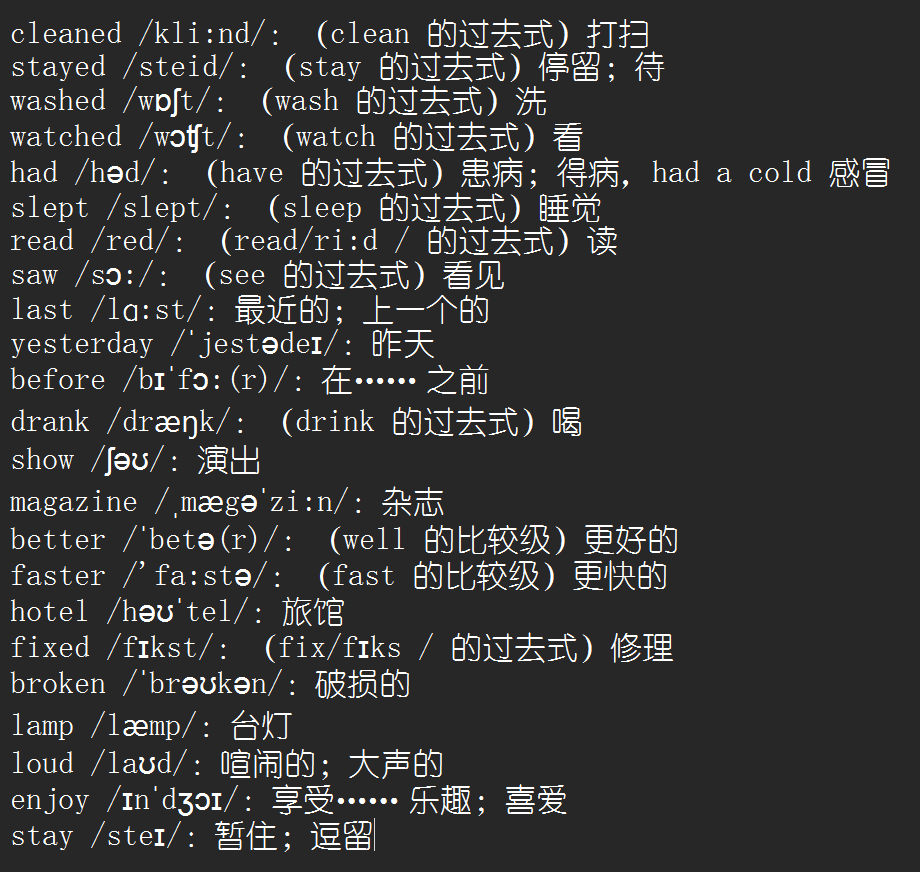 cleaned /kli:nd/: （clean 的过去式）打扫
stayed /steid/: （stay 的过去式）停留；待
washed /wɒʃt/: （wash 的过去式）洗
watched /wɔʧt/: （watch 的过去式）看
had /həd/: （have 的过去式）患病；得病，had a cold 感冒
slept /slept/: （sleep 的过去式）睡觉
read /red/: （read/ri:d / 的过去式）读
saw /sɔ:/: （see 的过去式）看见
last /lɑ:st/: 最近的；上一个的
yesterday /ˈjestədeɪ/: 昨天
before /bɪˈfɔ:(r)/: 在……之前
drank /dræŋk/: （drink 的过去式）喝
show /ʃəʊ/: 演出
magazine /ˌmægəˈzi:n/: 杂志
better /ˈbetə(r)/: （well 的比较级）更好的
faster /’fa:stə/: （fast 的比较级）更快的
hotel /həʊˈtel/: 旅馆
fixed /fɪkst/: （fix/fɪks / 的过去式）修理
broken /ˈbrəʊkən/: 破损的
lamp /læmp/: 台灯
loud /laʊd/: 喧闹的；大声的
enjoy /ɪnˈdʒɔɪ/: 享受……乐趣；喜爱
stay /steɪ/: 暂住；逗留